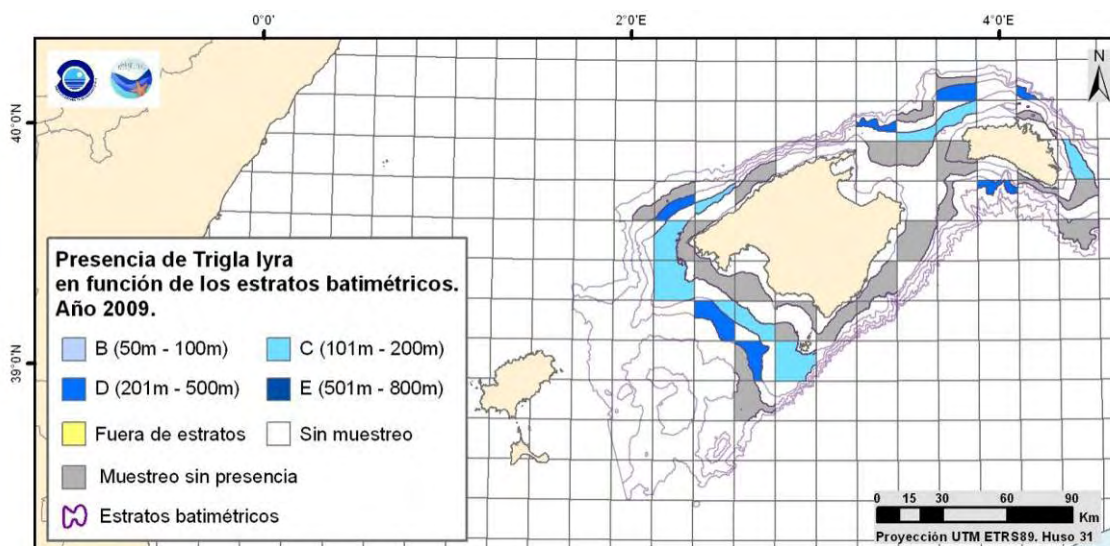 0°0' 2°0'E 4°0'E
40°0'N
39°0'N
N
Presencia de Trigla lyra
en función de los estratos batimétricos.
Año 2009.
B (50m - 100m) C (101m - 200m)
D (201m - 500m) E (501m - 800m)
Fuera de estratos Sin muestreo
Muestreo sin presencia
Estratos batimétricos
0 15 30 60 90
Km
Proyección UTM ETRS89. Huso 31